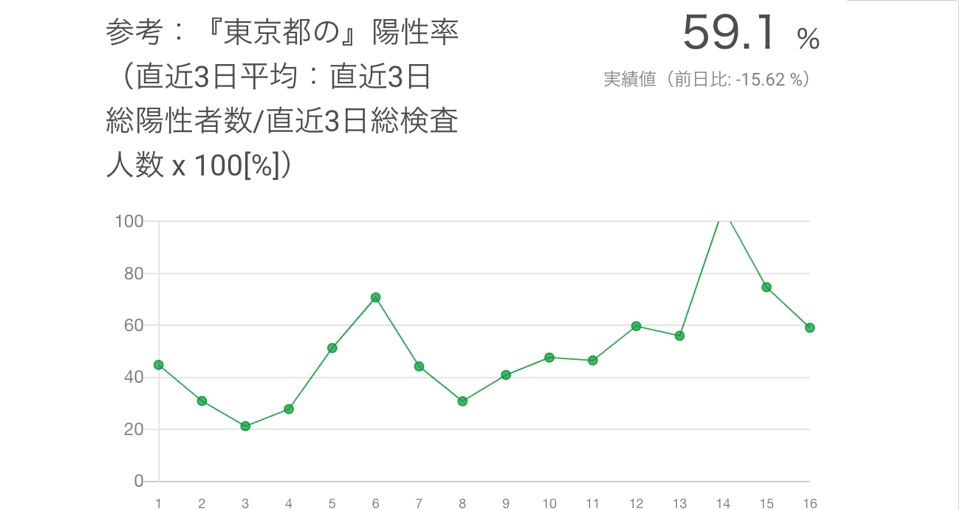 参考：『東京都の』陽性率
（直近3日平均：直近3日
総陽性者数/直近3日総検査
人数 x 100[%]）
59.1 %
実績値（前日比: -15.62 %）
100
80
60
40
20
0
1 2 3 4 5 6 7 8 9 10 11 12 13 14 15 16